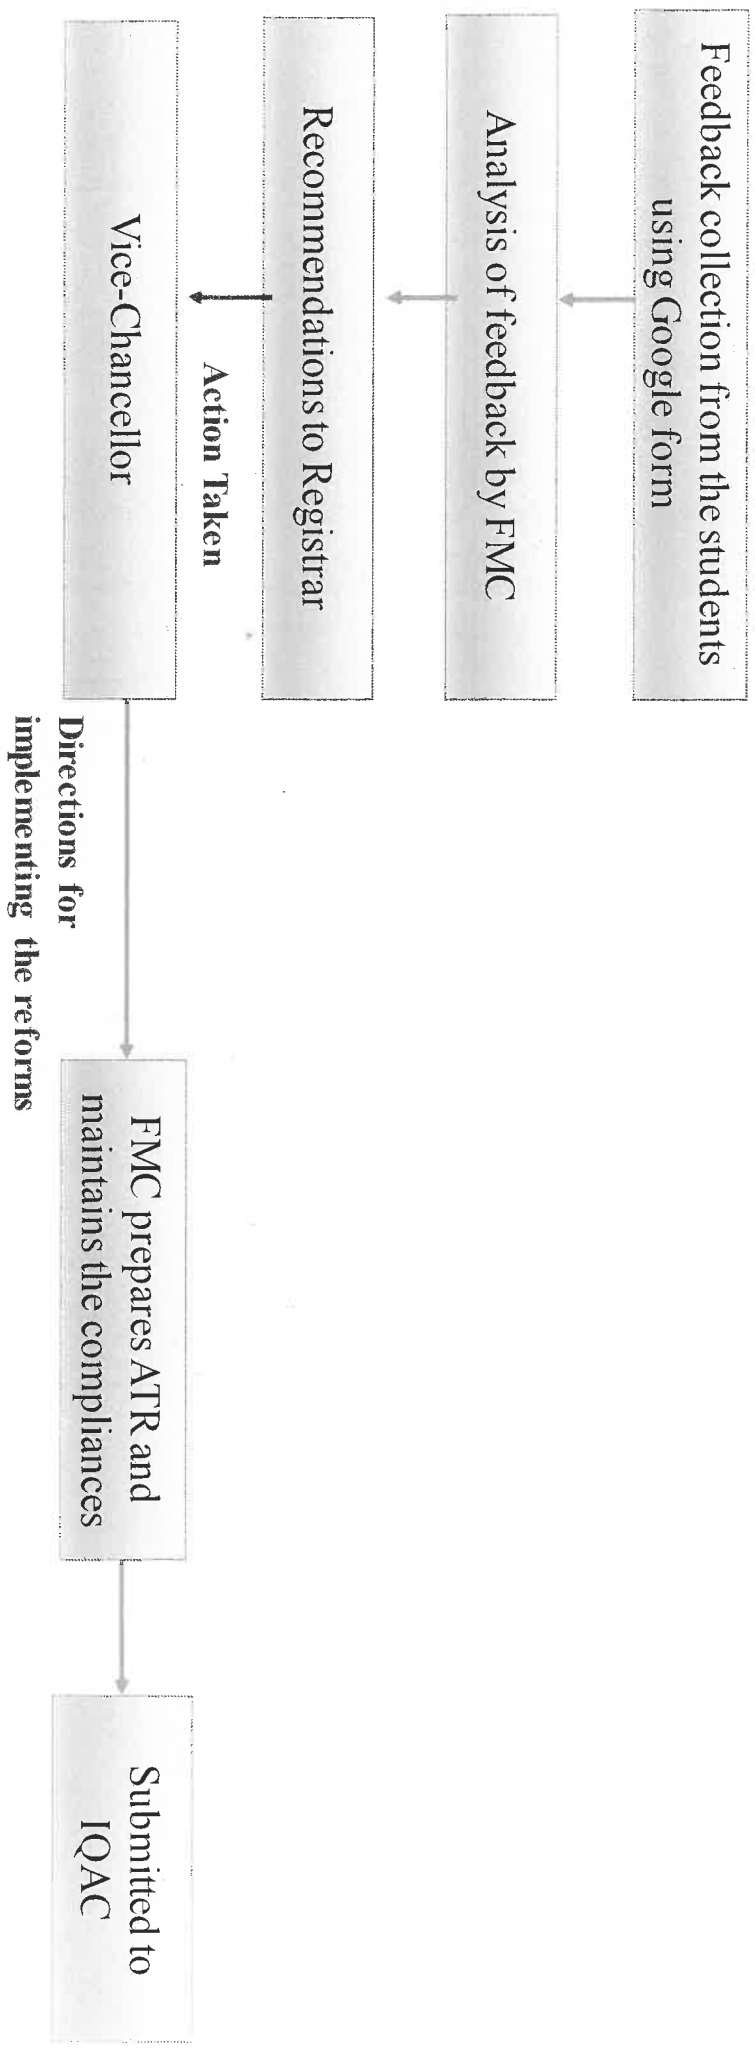 Feedback collection from the students
using Google form
Analysis of feedback by FMC
Recommendations to Registrar
Action Taken
Vice-Chancellor
Directions for
implementing the reforms
FMC prepares ATR and
maintains the compliances
Submitted to
IQAC